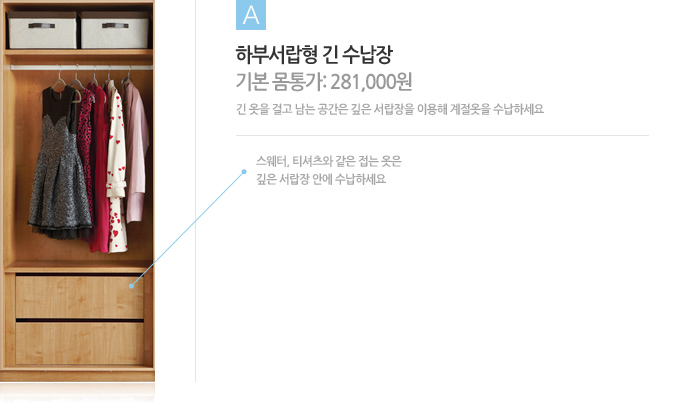 A
하부서랍형 긴 수납장
기본 몸통가: 281,000원
긴 옷을 걸고 남는 공간은 깊은 서랍장을 이용해 계절옷을 수납하세요
스웨터, 티셔츠와 같은 접는 옷은
깊은 서랍장 안에 수납하세요